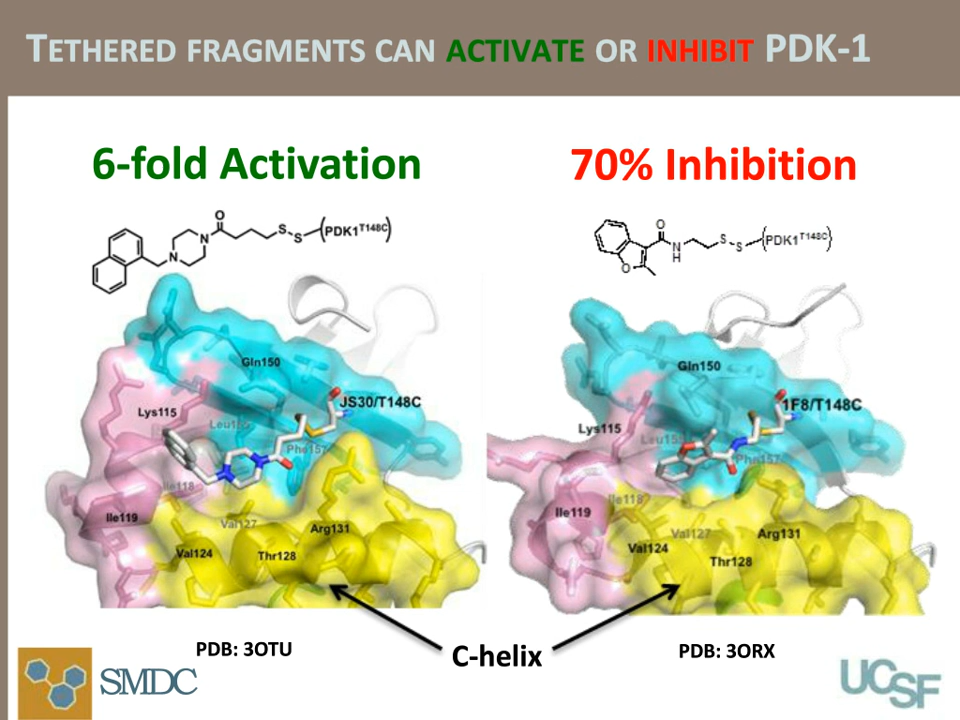 TETHERED FRAGMENTS CAN ACTIVATE OR INHIBIT PDK-1
6-fold Activation
70% Inhibition
O
N
N
S
S
(PDK1T148C)
O
N
H
O
S
S
{PDK1T148C}
Gln150
JS30/T148C
Lys115
Leu155
Phe157
Ile118
Ile119
Val127
Arg131
Val124
Thr128
Gln150
1F8/T148C
Lys115
Phe157
Ile118
Ile119
Val127
Arg131
Val124
Thr128
PDB: 3OTU
C-helix
PDB: 3ORX
SMDC
UCSF